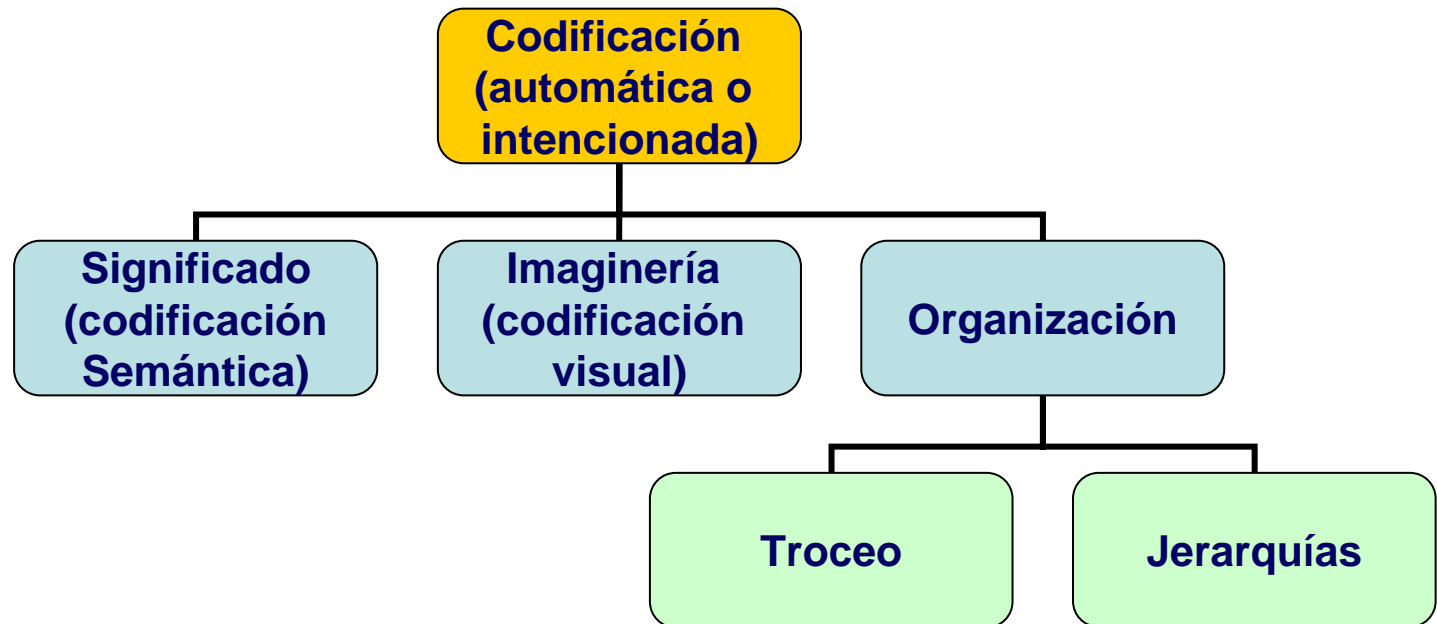 Codificación
(automática o
intencionada)
Significado
(codificación
Semántica)
Imaginería
(codificación
visual)
Organización
Troceo
Jerarquías